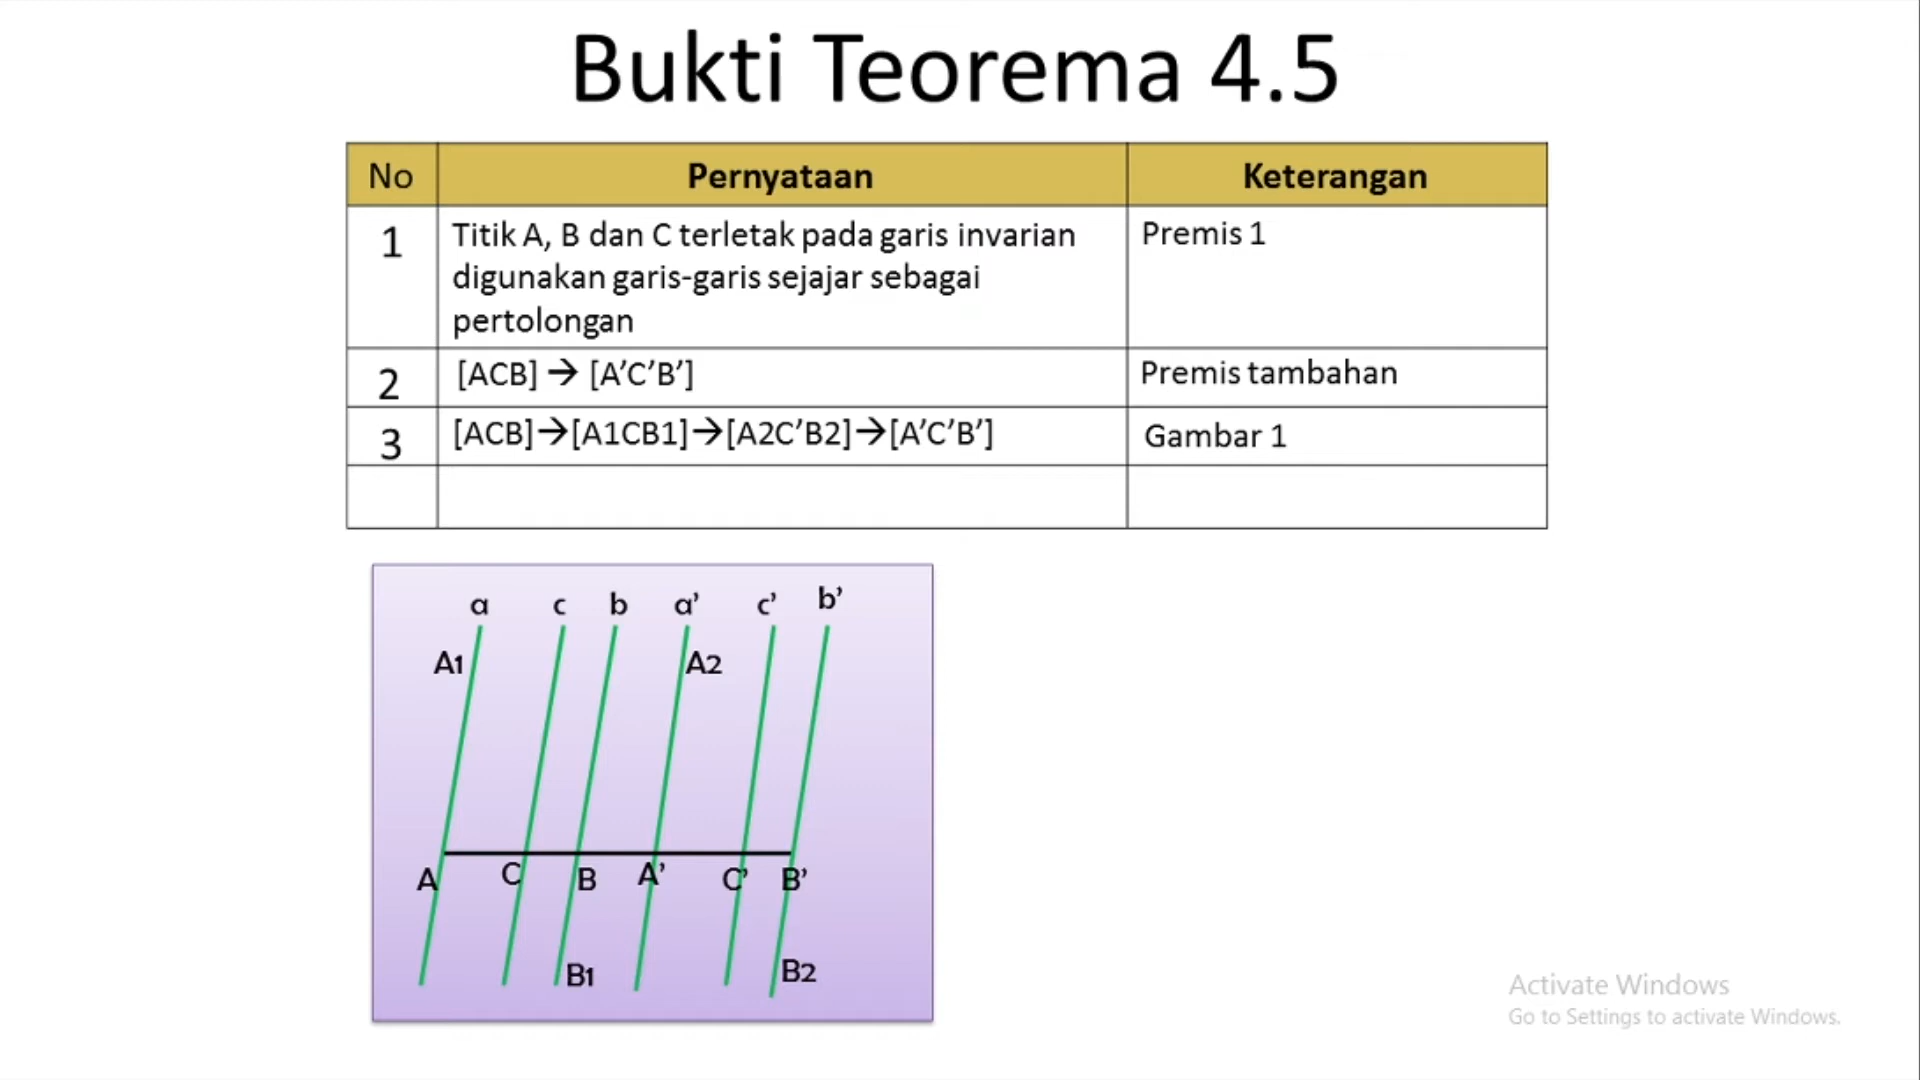 Bukti Teorema 4.5
No Pernyataan Keterangan
1 Titik A, B dan C terletak pada garis invarian Premis 1
digunakan garis-garis sejajar sebagai
pertolongan
2 [ACB] → [A’C’B’] Premis tambahan
3 [ACB]→[A1CB1]→[A2C’B2]→[A’C’B’] Gambar 1
a c b a’ c’ b’
A1 A2
A C B A’ C’ B’
B1 B2
Activate Windows
Go to Settings to activate Windows.